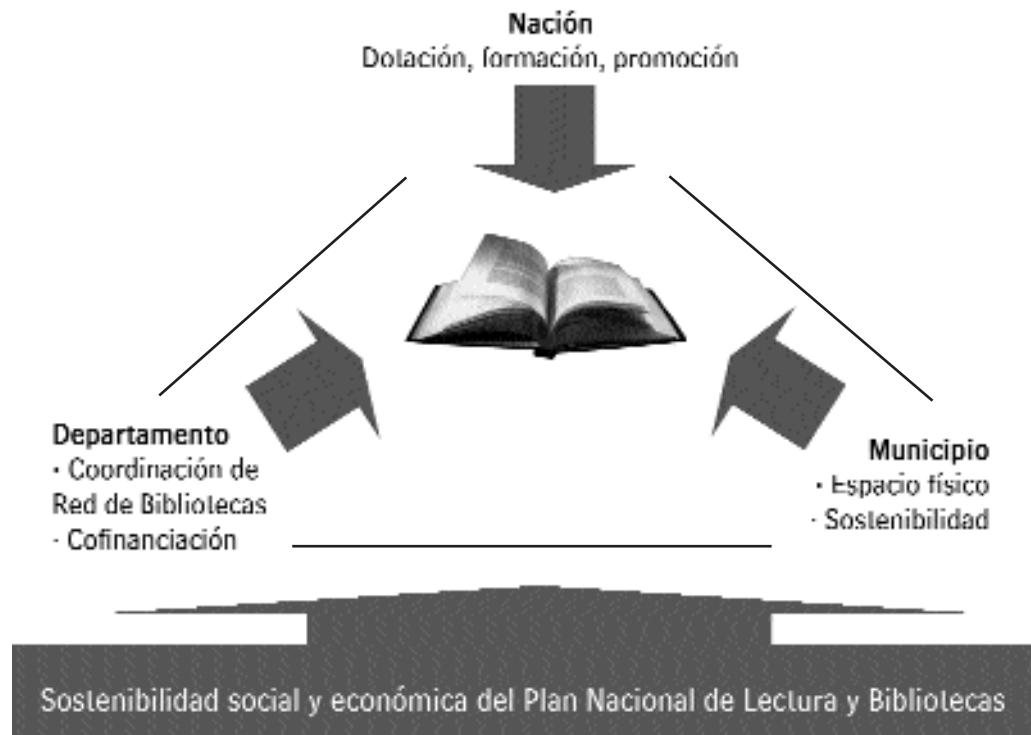 Nación
Dotación, formación, promoción
Departamento
· Coordinación de
Red de Bibliotecas
· Cofinanciación
Municipio
· Espacio físico
· Sostenibilidad
Sostenibilidad social y económica del Plan Nacional de Lectura y Bibliotecas